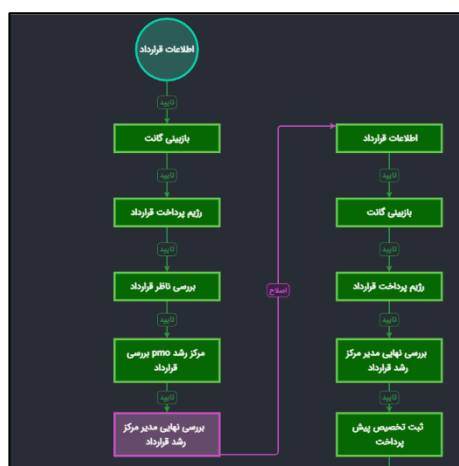 اطلاعات قرارداد
تایید
بازبینی گانت
تایید
رژیم پرداخت قرارداد
تایید
بررسی ناظر قرارداد
تایید
مرکز رشد pmo بررسی
قرارداد
تایید
بررسی نهایی مدیر مرکز
رشد قرارداد
اصلاح
اطلاعات قرارداد
تایید
بازبینی گانت
تایید
رژیم پرداخت قرارداد
تایید
بررسی نهایی مدیر مرکز
رشد قرارداد
تایید
ثبت تخصیص پیش
پرداخت